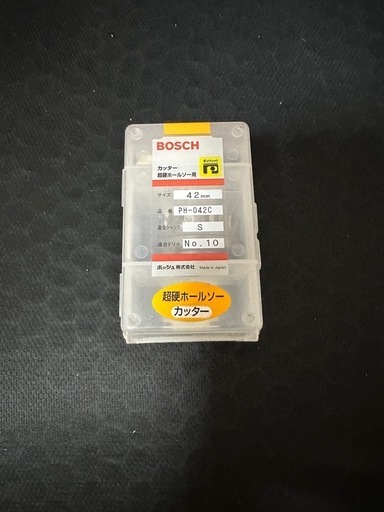 BOSCH
カッター
超硬ホールソー用
サイズ 42mm
品番 PH-042C
適合シャンク S
適合ドリル No.10
ボッシュ株式会社 Made in Japan
超硬ホールソー
カッター